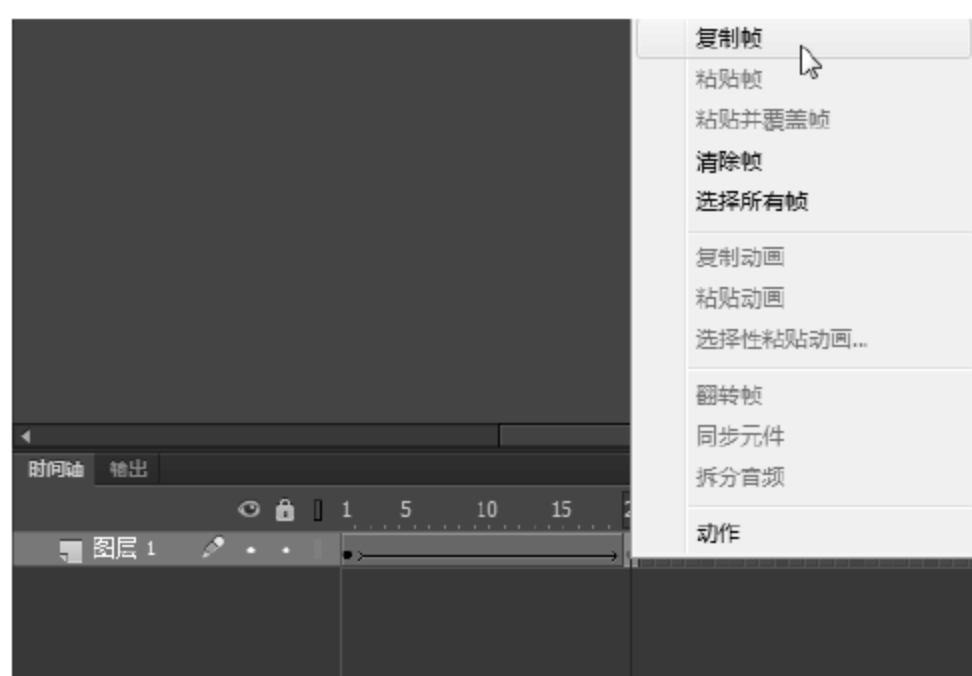 复制帧
粘贴帧
粘贴并覆盖帧
清除帧
选择所有帧
复制动画
粘贴动画
选择性粘贴动画...
翻转帧
同步元件
拆分音频
动作
时间轴 输出
1 5 10 15
图层 1